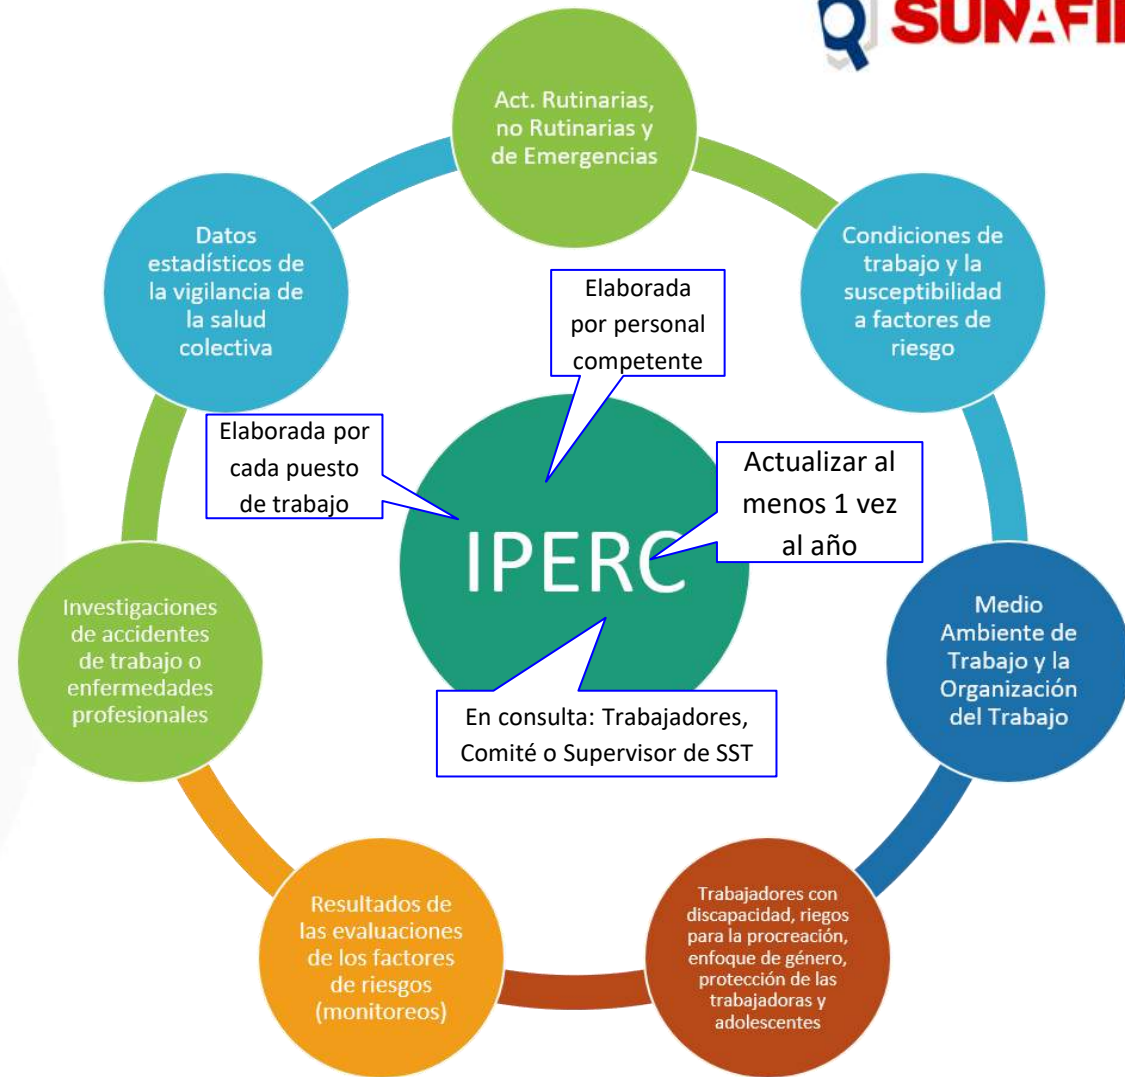 SUNAFIL
Act. Rutinarias,
no Rutinarias y
de Emergencias
Condiciones de
trabajo y la
susceptibilidad
a factores de
riesgo
Medio
Ambiente de
Trabajo y la
Organización
del Trabajo
Trabajadores con
discapacidad, riegos
para la procreación,
enfoque de género,
protección de las
trabajadoras y
adolescentes
Resultados de
las evaluaciones
de los factores
de riesgos
(monitoreos)
Investigaciones
de accidentes
de trabajo o
enfermedades
profesionales
Datos
estadísticos de
la vigilancia de
la salud
colectiva
Elaborada
por personal
competente
Elaborada por
cada puesto
de trabajo
Actualizar al
menos 1 vez
al año
IPERC
En consulta: Trabajadores,
Comité o Supervisor de SST